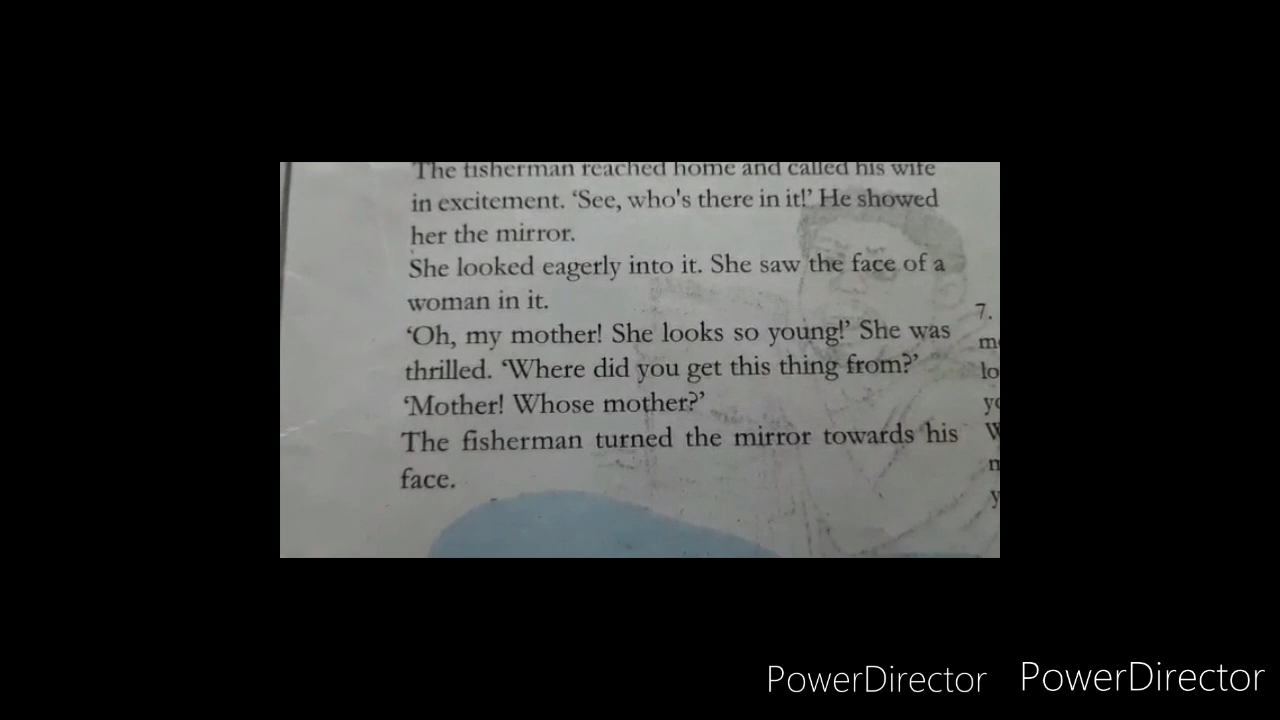 The fisherman reached home and called his wife
in excitement. ‘See, who's there in it!’ He showed
her the mirror.
She looked eagerly into it. She saw the face of a
woman in it.
‘Oh, my mother! She looks so young!’ She was
thrilled. ‘Where did you get this thing from?’
‘Mother! Whose mother?’
The fisherman turned the mirror towards his
face.
7.
PowerDirector PowerDirector